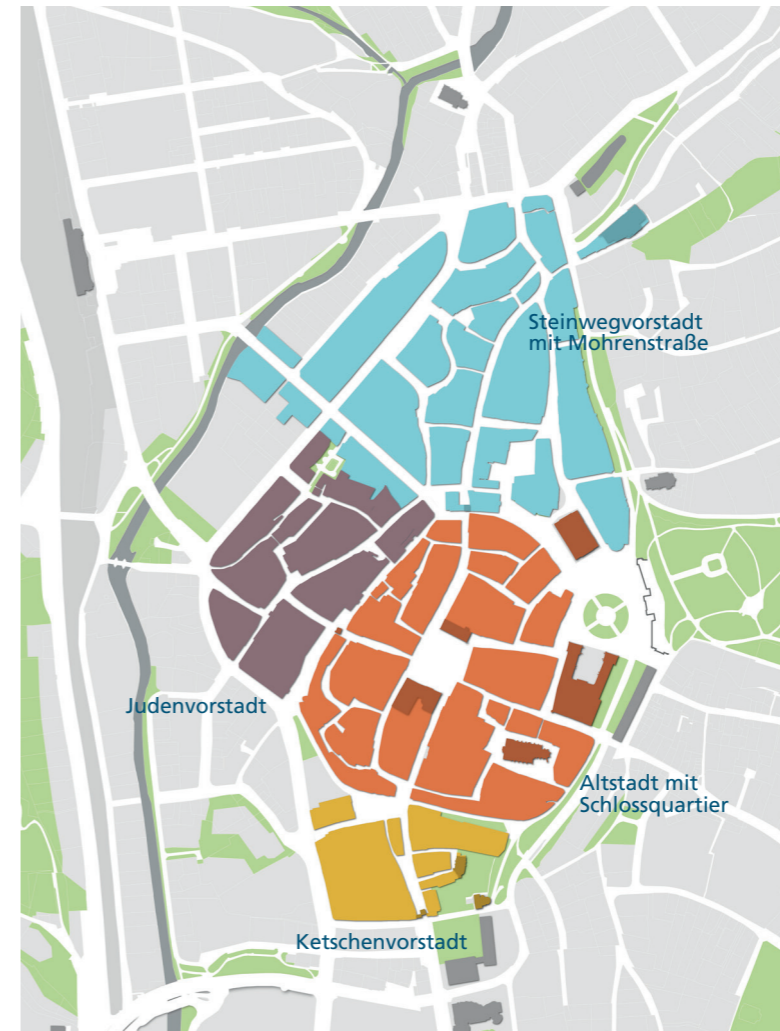 Steinwegvorstadt
mit Mohrenstraße
Judenvorstadt
Altstadt mit
Schlossquartier
Ketschenvorstadt